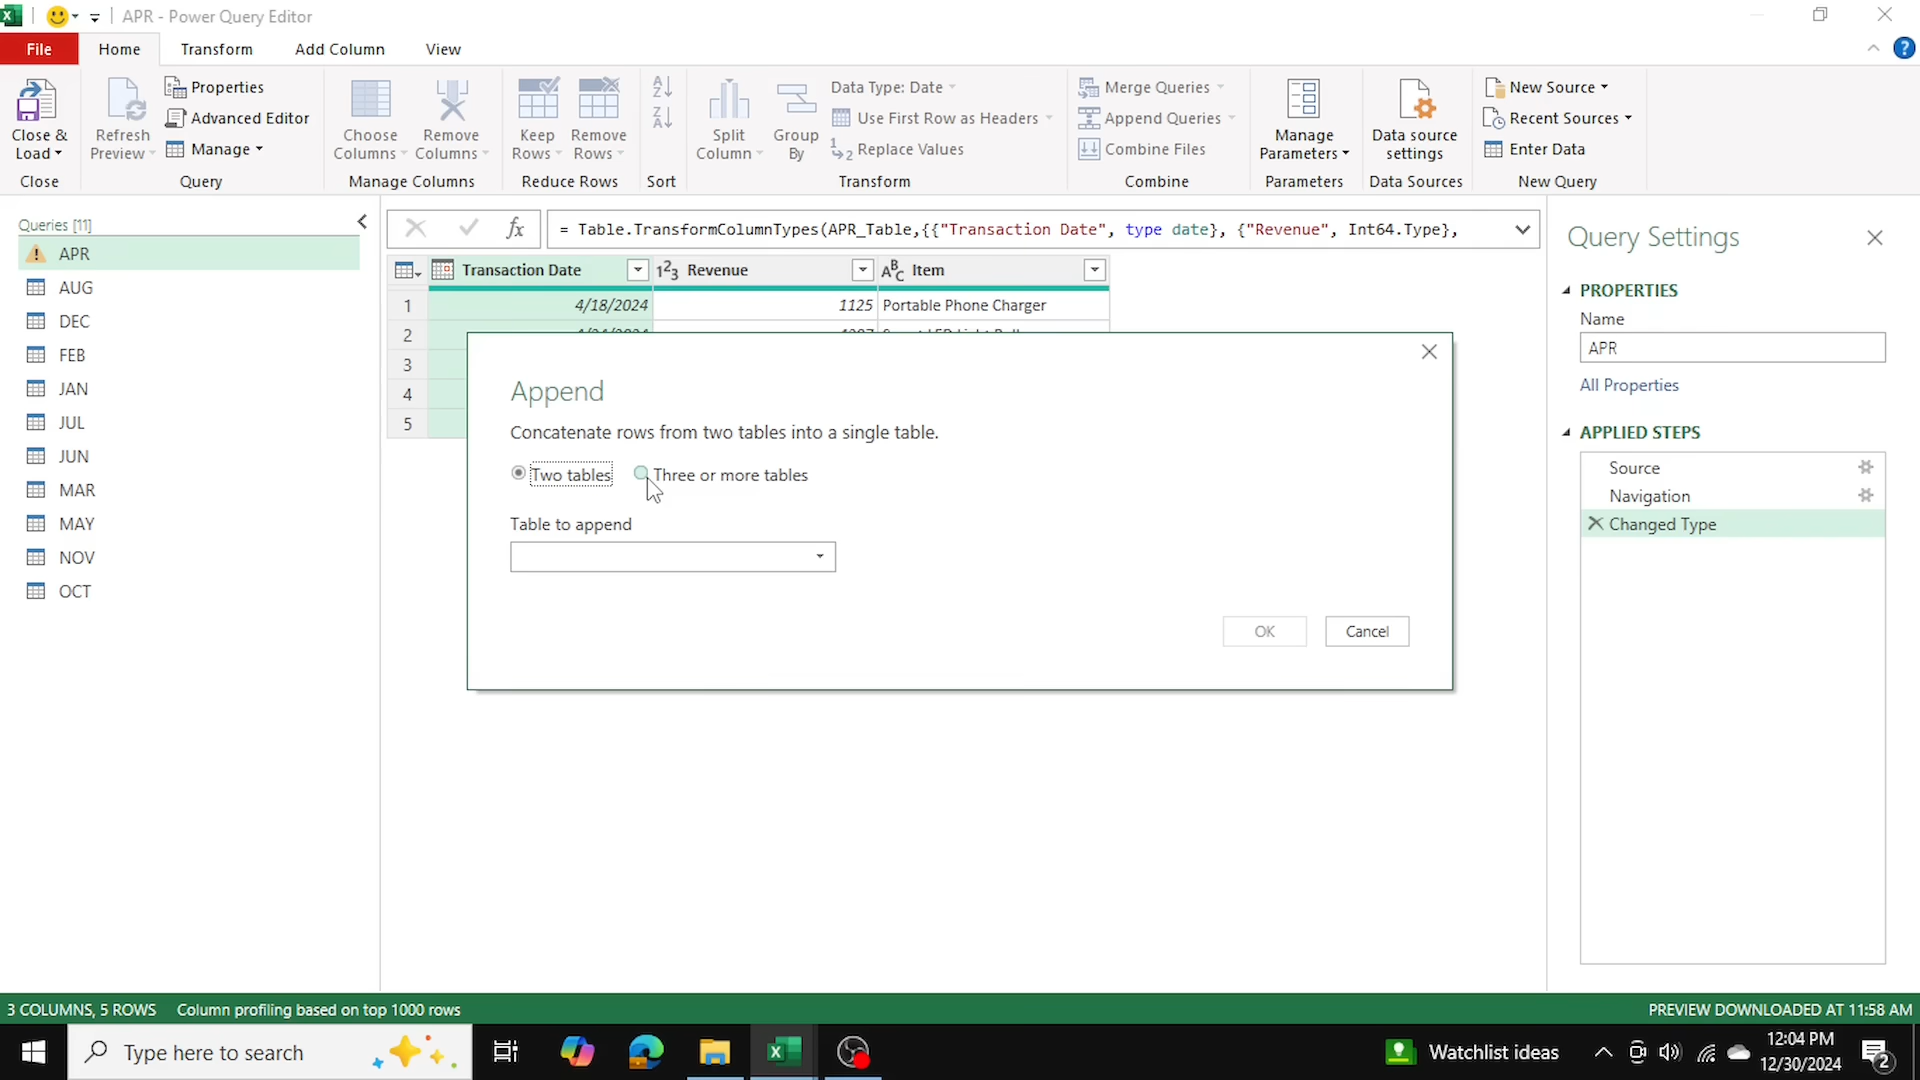 APR - Power Query Editor
File Home Transform Add Column View
Close & Load
Refresh Preview
Properties
Advanced Editor
Manage
Choose Columns
Remove Columns
Keep Rows
Remove Rows
Split Column
Group By
Data Type: Date
Use First Row as Headers
Replace Values
Merge Queries
Append Queries
Combine Files
Manage Parameters
Data source settings
New Source
Recent Sources
Enter Data
Close Query Manage Columns Reduce Rows Sort Transform Combine Parameters Data Sources New Query
Queries [11]
APR
AUG
DEC
FEB
JAN
JUL
JUN
MAR
MAY
NOV
OCT
fx = Table.TransformColumnTypes(APR_Table,{{"Transaction Date", type date}, {"Revenue", Int64.Type},
Transaction Date 123 Revenue ABC Item
1 4/18/2024 1125 Portable Phone Charger
2
3
4
5
Append
Concatenate rows from two tables into a single table.
Two tables Three or more tables
Table to append
OK Cancel
Query Settings
PROPERTIES
Name
APR
All Properties
APPLIED STEPS
Source
Navigation
Changed Type
3 COLUMNS, 5 ROWS Column profiling based on top 1000 rows
PREVIEW DOWNLOADED AT 11:58 AM
Type here to search
Watchlist ideas
12:04 PM
12/30/2024
2